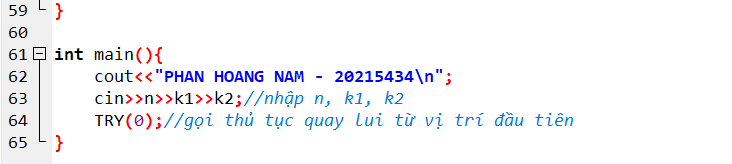 59 }
60
61 int main(){
62 cout<<"PHAN HOANG NAM - 20215434\n";
63 cin>>n>>k1>>k2;//nhập n, k1, k2
64 TRY(0);//gọi thủ tục quay lui từ vị trí đầu tiên
65 }